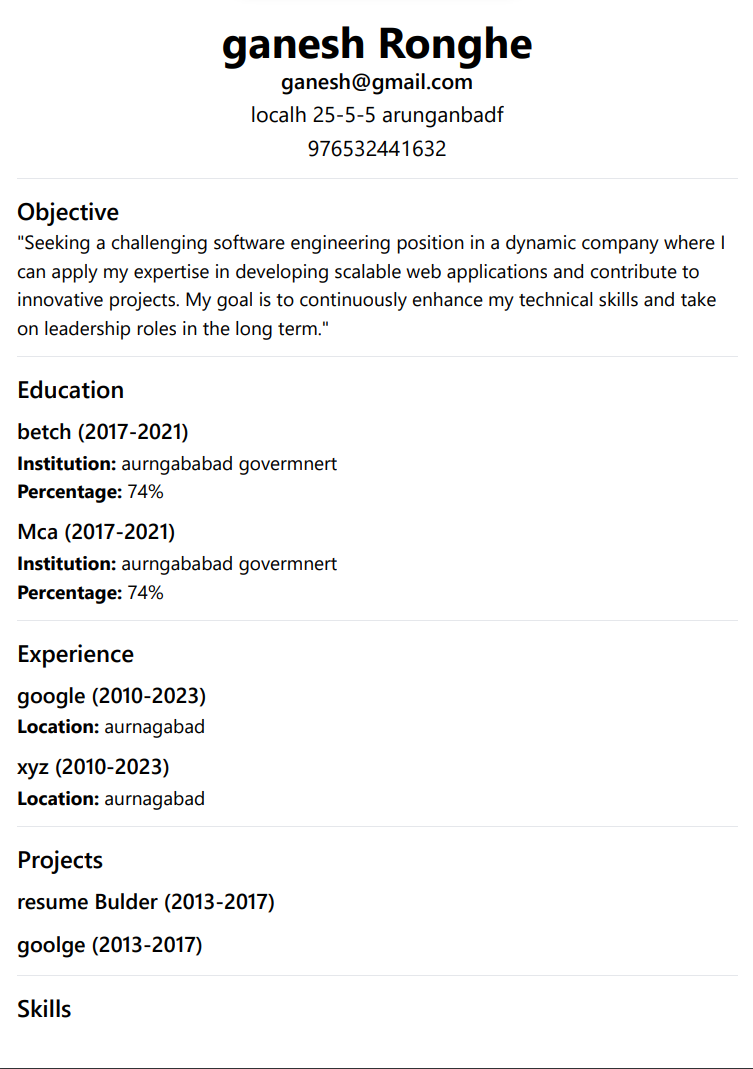 ganesh Ronghe
ganesh@gmail.com
localh 25-5-5 arunganbadf
976532441632
Objective
"Seeking a challenging software engineering position in a dynamic company where I
can apply my expertise in developing scalable web applications and contribute to
innovative projects. My goal is to continuously enhance my technical skills and take
on leadership roles in the long term."
Education
betch (2017-2021)
Institution: aurngababad govermnert
Percentage: 74%
Mca (2017-2021)
Institution: aurngababad govermnert
Percentage: 74%
Experience
google (2010-2023)
Location: aurnagabad
xyz (2010-2023)
Location: aurnagabad
Projects
resume Bulder (2013-2017)
goolge (2013-2017)
Skills